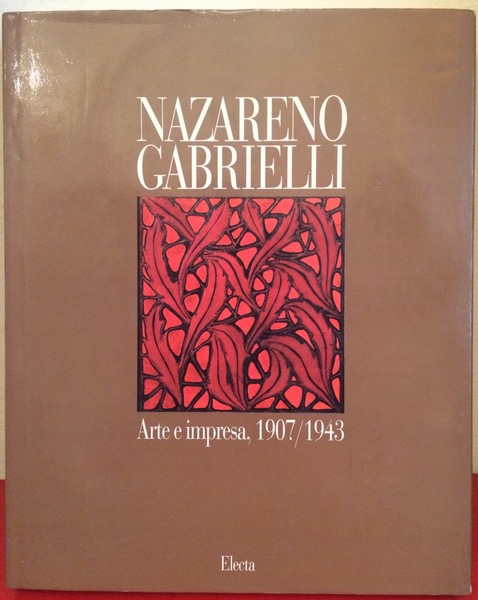 NAZARENO
GABRIELLI
Arte e impresa, 1907/1943
Electa